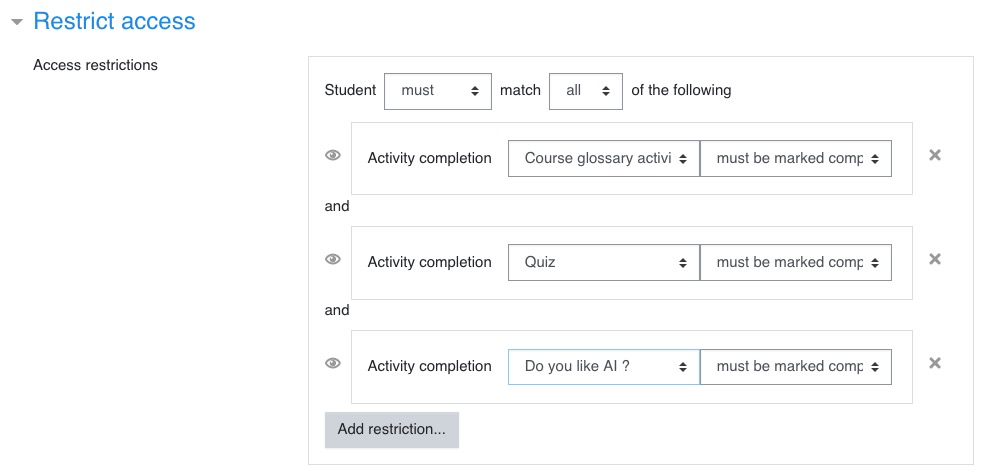 Restrict access
Access restrictions
Student must match all of the following
Activity completion Course glossary activi must be marked comp
and
Activity completion Quiz must be marked comp
and
Activity completion Do you like AI ? must be marked comp
Add restriction...